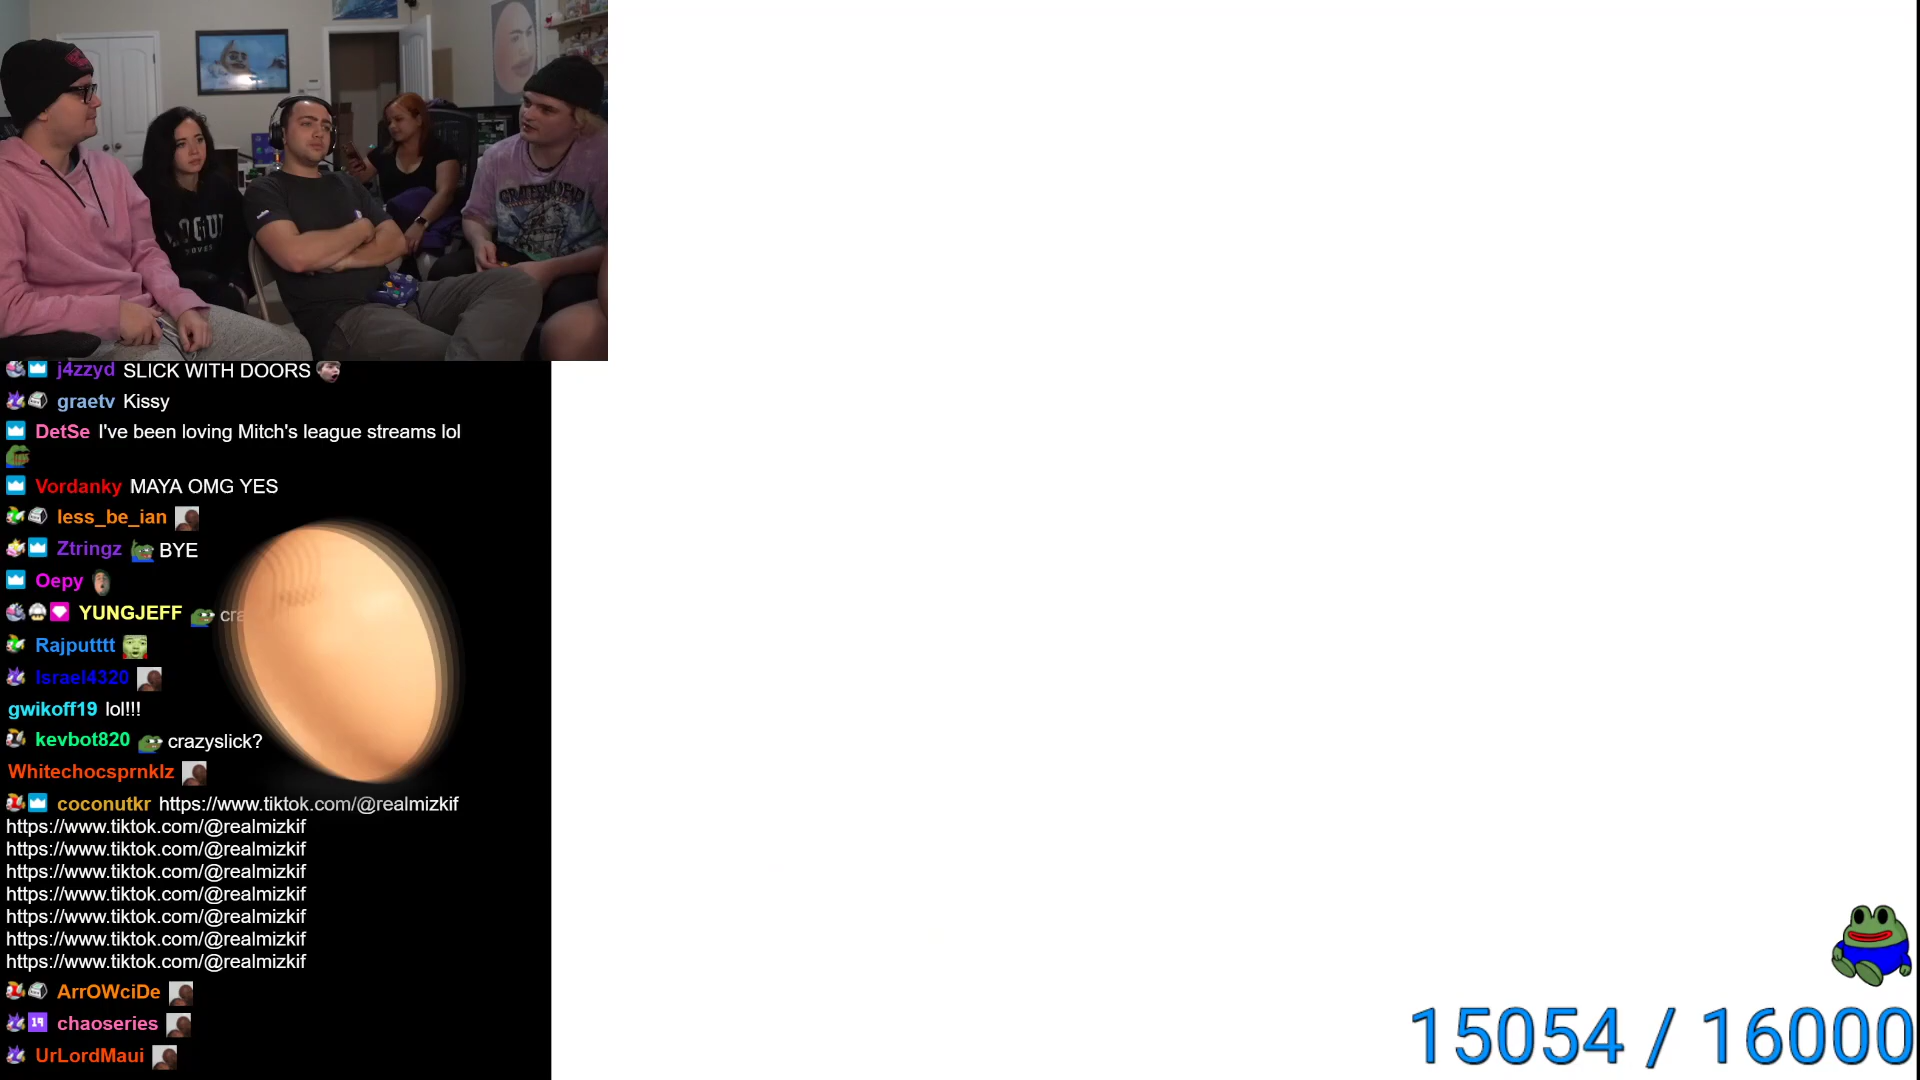 GRATEFUL DEAD
j4zzyd SLICK WITH DOORS
graetv Kissy
DetSe I've been loving Mitch's league streams lol
Vordanky MAYA OMG YES
less_be_ian
Ztringz BYE
Oepy
YUNGJEFF cra
Rajputttt
Israel4320
gwikoff19 lol!!!
kevbot820 crazyslick?
Whitechocsprnklz
coconutkr https://www.tiktok.com/@realmizkif
https://www.tiktok.com/@realmizkif
https://www.tiktok.com/@realmizkif
https://www.tiktok.com/@realmizkif
https://www.tiktok.com/@realmizkif
https://www.tiktok.com/@realmizkif
https://www.tiktok.com/@realmizkif
https://www.tiktok.com/@realmizkif
ArrOWciDe
19 chaoseries
UrLordMaui
15054 / 16000